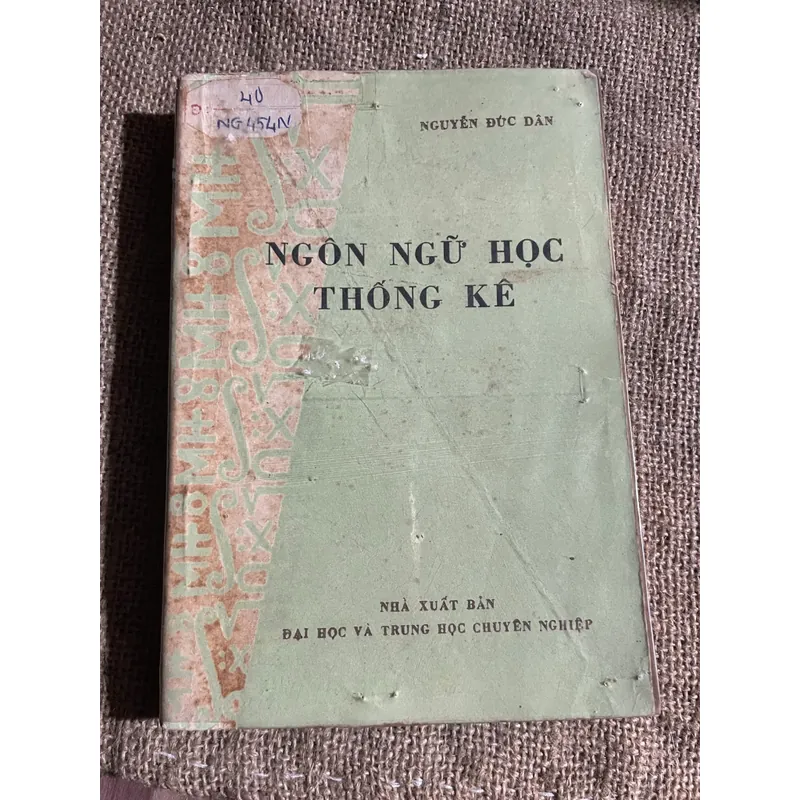 40
NG454N
NGUYỄN ĐỨC DÂN
NGÔN NGỮ HỌC
THỐNG KÊ
NHÀ XUẤT BẢN
ĐẠI HỌC VÀ TRUNG HỌC CHUYÊN NGHIỆP